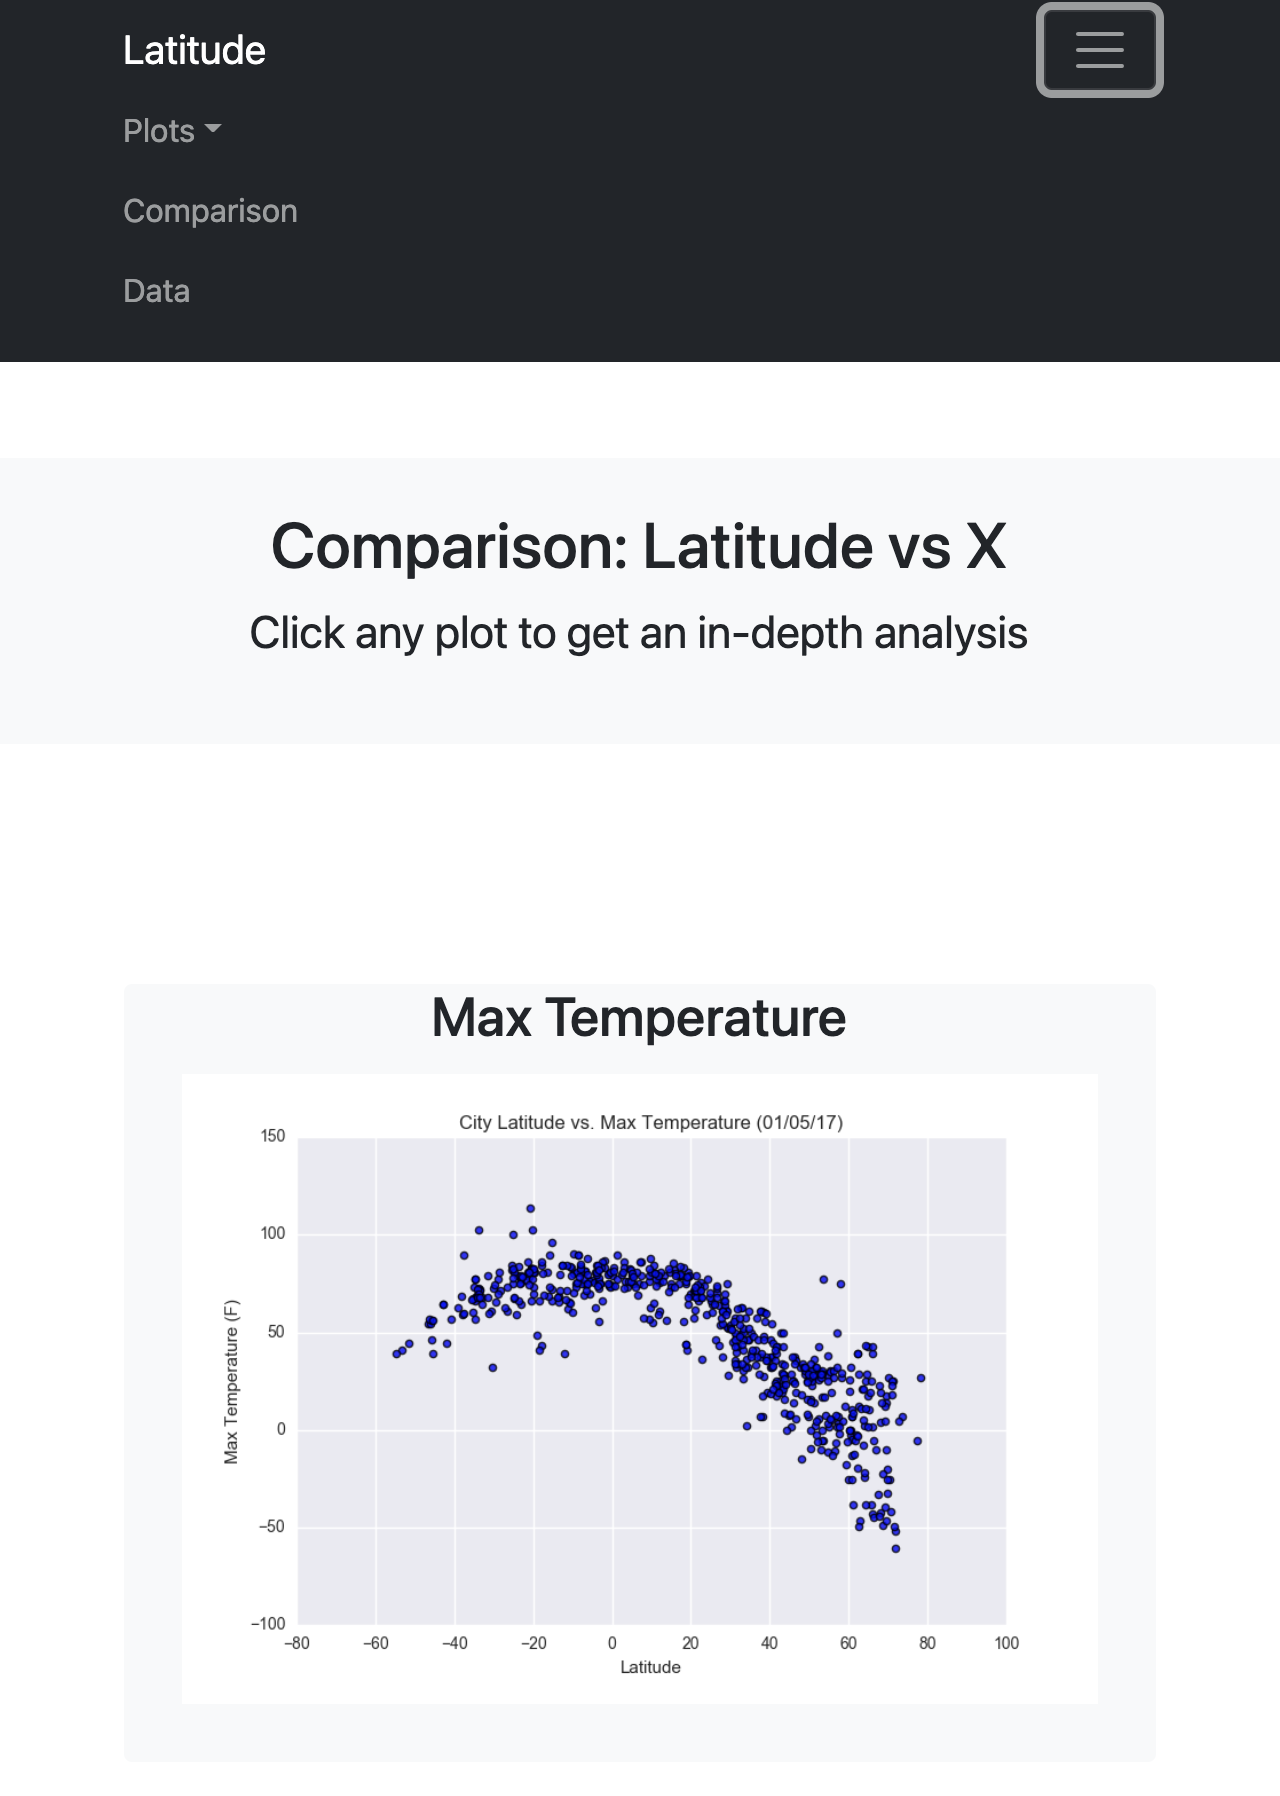 Latitude
Plots
Comparison
Data
Comparison: Latitude vs X
Click any plot to get an in-depth analysis
Max Temperature
City Latitude vs. Max Temperature (01/05/17)
150
100
50
0
−50
−100
Max Temperature (F)
−80 −60 −40 −20 0 20 40 60 80 100
Latitude